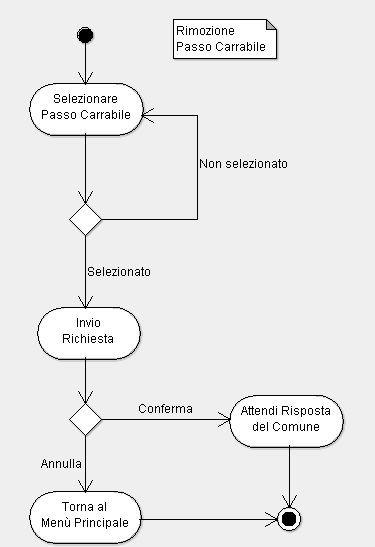 Rimozione
Passo Carrabile
Selezionare
Passo Carrabile
Non selezionato
Selezionato
Invio
Richiesta
Conferma
Attendi Risposta
del Comune
Annulla
Torna al
Menù Principale